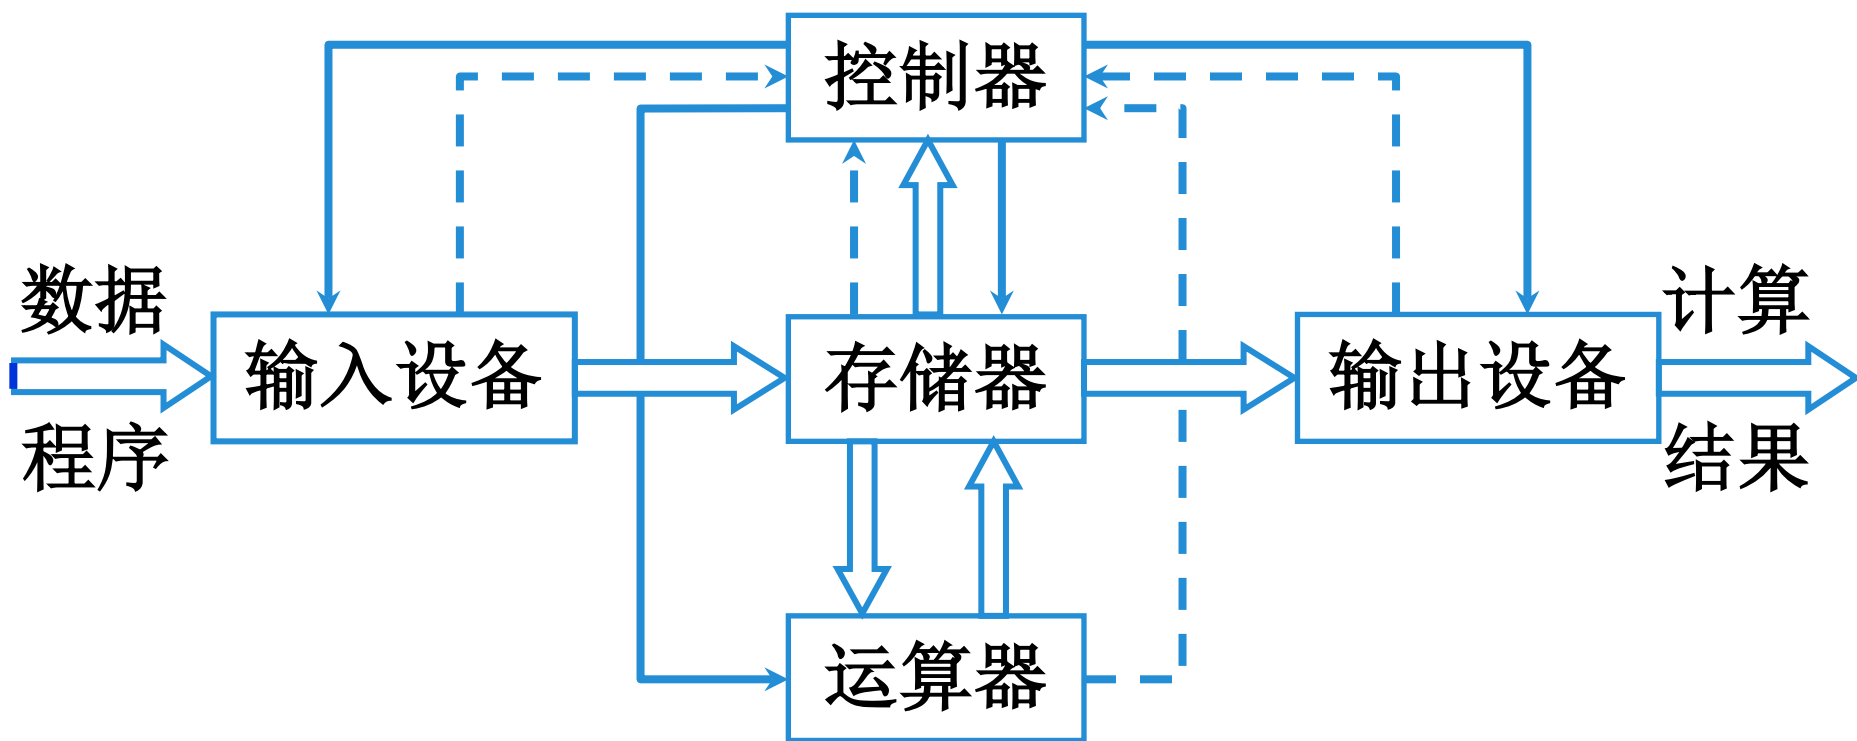 控制器
数据
计算
输入设备
存储器
输出设备
程序
结果
运算器